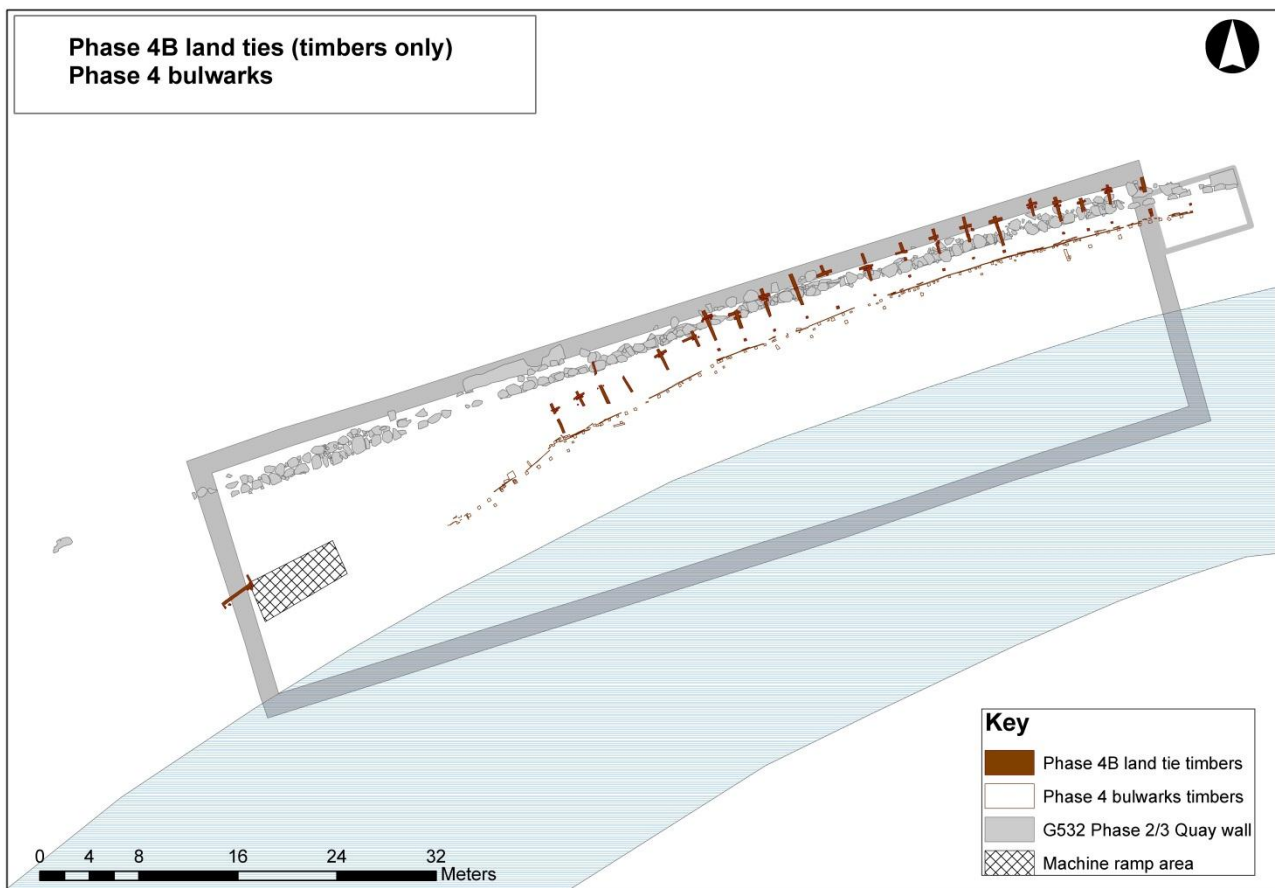 Phase 4B land ties (timbers only)
Phase 4 bulwarks
Key
Phase 4B land tie timbers
Phase 4 bulwarks timbers
G532 Phase 2/3 Quay wall
Machine ramp area
0 4 8 16 24 32
Meters